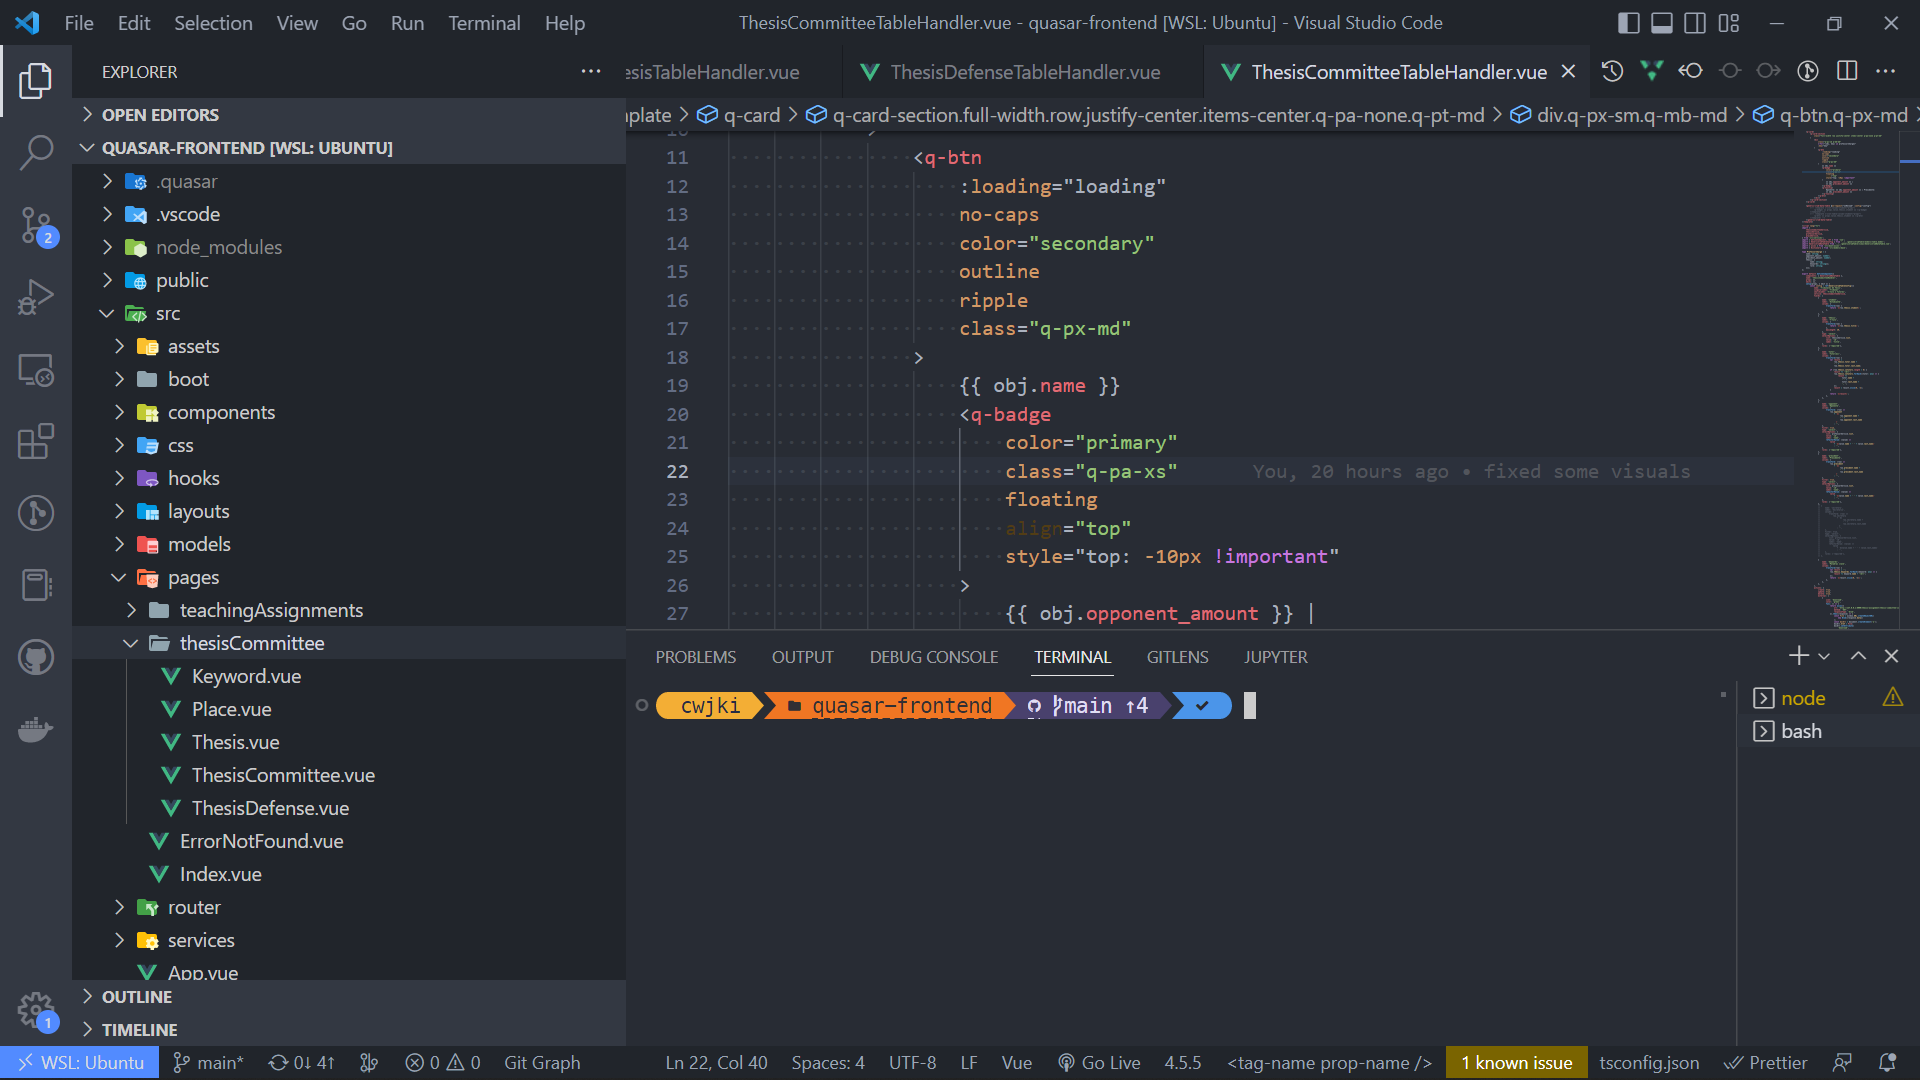 File Edit Selection View Go Run Terminal Help
ThesisCommitteeTableHandler.vue - quasar-frontend [WSL: Ubuntu] - Visual Studio Code
EXPLORER
esisTableHandler.vue
ThesisDefenseTableHandler.vue
ThesisCommitteeTableHandler.vue
OPEN EDITORS
QUASAR-FRONTEND [WSL: UBUNTU]
.quasar
.vscode
node_modules
public
src
assets
boot
components
css
hooks
layouts
models
pages
teachingAssignments
thesisCommittee
Keyword.vue
Place.vue
Thesis.vue
ThesisCommittee.vue
ThesisDefense.vue
ErrorNotFound.vue
Index.vue
router
services
App.vue
OUTLINE
TIMELINE
2
1
mplate > q-card > q-card-section.full-width.row.justify-center.items-center.q-pa-none.q-pt-md > div.q-px-sm.q-mb-md > q-btn.q-px-md >
11 <q-btn
12 :loading="loading"
13 no-caps
14 color="secondary"
15 outline
16 ripple
17 class="q-px-md"
18 >
19 {{ obj.name }}
20 <q-badge
21 color="primary"
22 class="q-pa-xs" You, 20 hours ago • fixed some visuals
23 floating
24 align="top"
25 style="top: -10px !important"
26 >
27 {{ obj.opponent_amount }} |
PROBLEMS OUTPUT DEBUG CONSOLE TERMINAL GITLENS JUPYTER
cwjki quasar-frontend main ↑4 ✓
node
bash
WSL: Ubuntu main* 0↓ 4↑ 0 0 Git Graph Ln 22, Col 40 Spaces: 4 UTF-8 LF Vue Go Live 4.5.5 <tag-name prop-name /> 1 known issue tsconfig.json Prettier